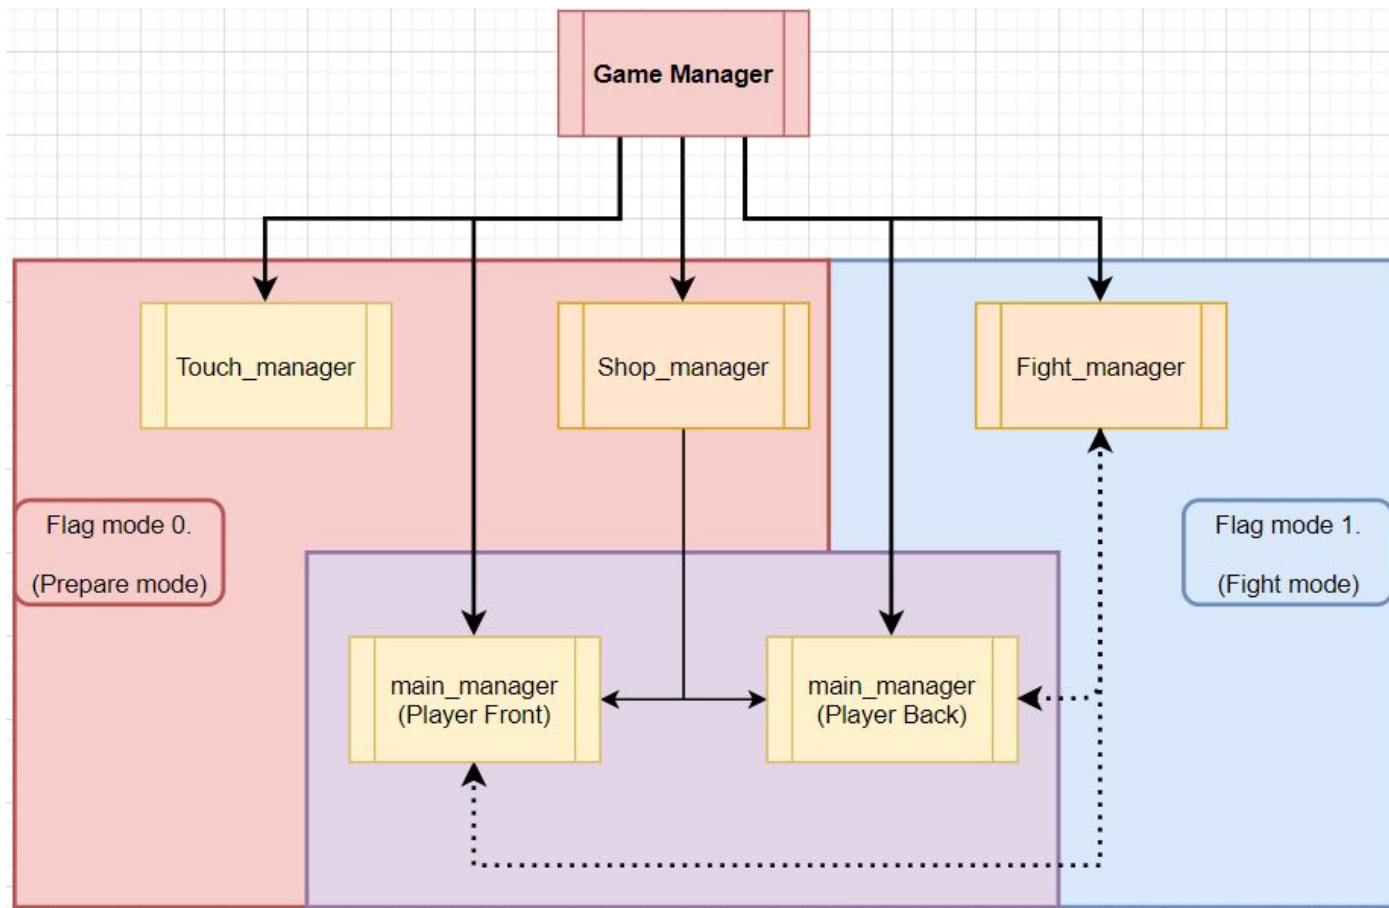 Game Manager
Touch_manager
Shop_manager
Fight_manager
Flag mode 0.
(Prepare mode)
Flag mode 1.
(Fight mode)
main_manager
(Player Front)
main_manager
(Player Back)